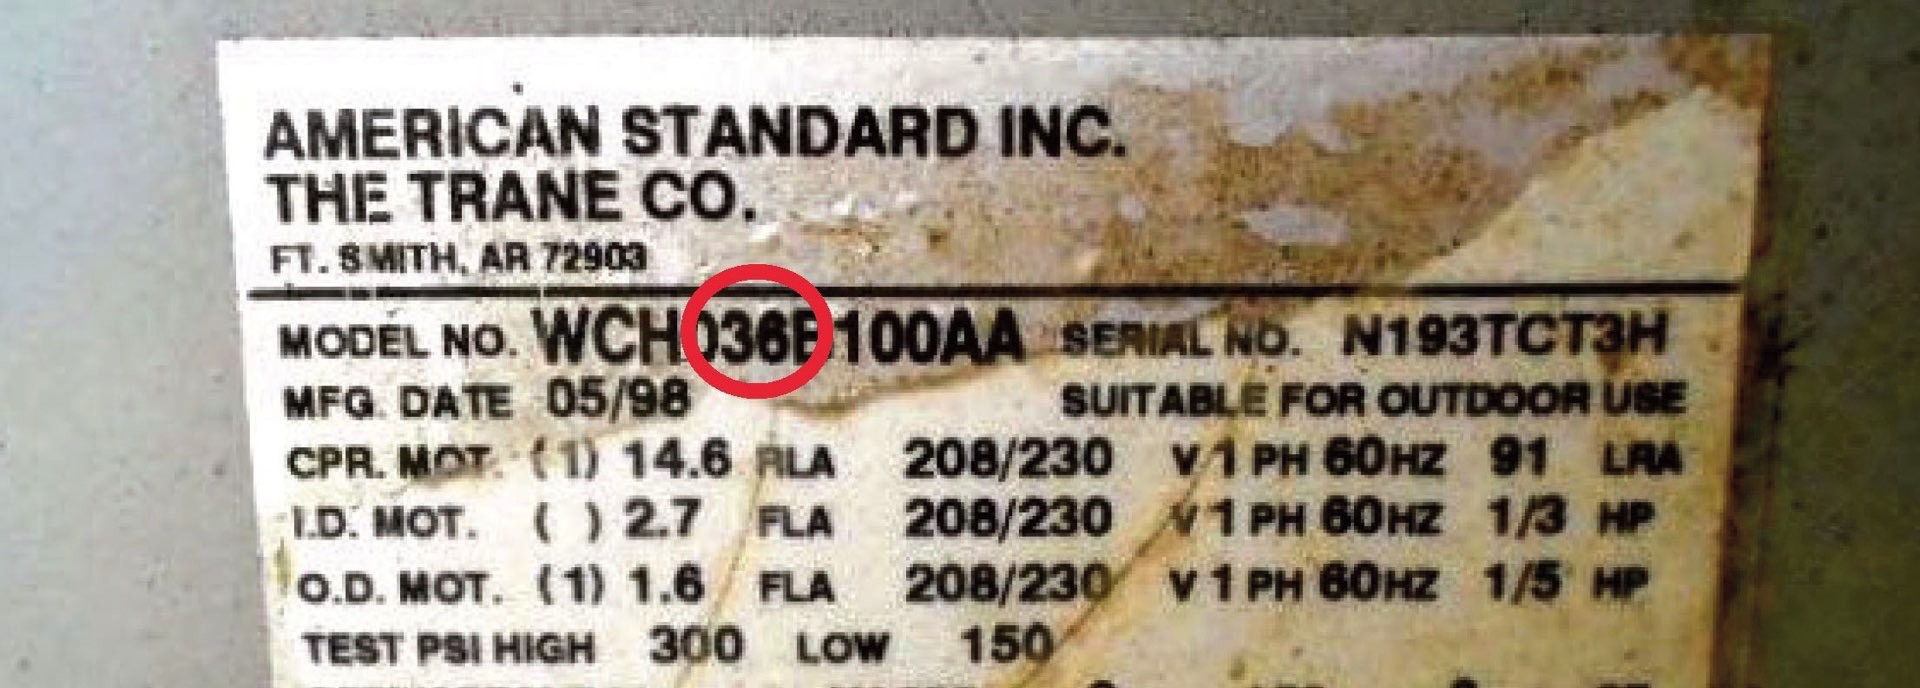 AMERICAN STANDARD INC.
THE TRANE CO.
FT. SMITH, AR 72903
MODEL NO. WCH036B100AA SERIAL NO. N193TCT3H
MFG. DATE 05/98 SUITABLE FOR OUTDOOR USE
CPR. MOT. (1) 14.6 RLA 208/230 V 1 PH 60HZ 91 LRA
I.D. MOT. ( ) 2.7 FLA 208/230 V 1 PH 60HZ 1/3 HP
O.D. MOT. (1) 1.6 FLA 208/230 V 1 PH 60HZ 1/5 HP
TEST PSI HIGH 300 LOW 150